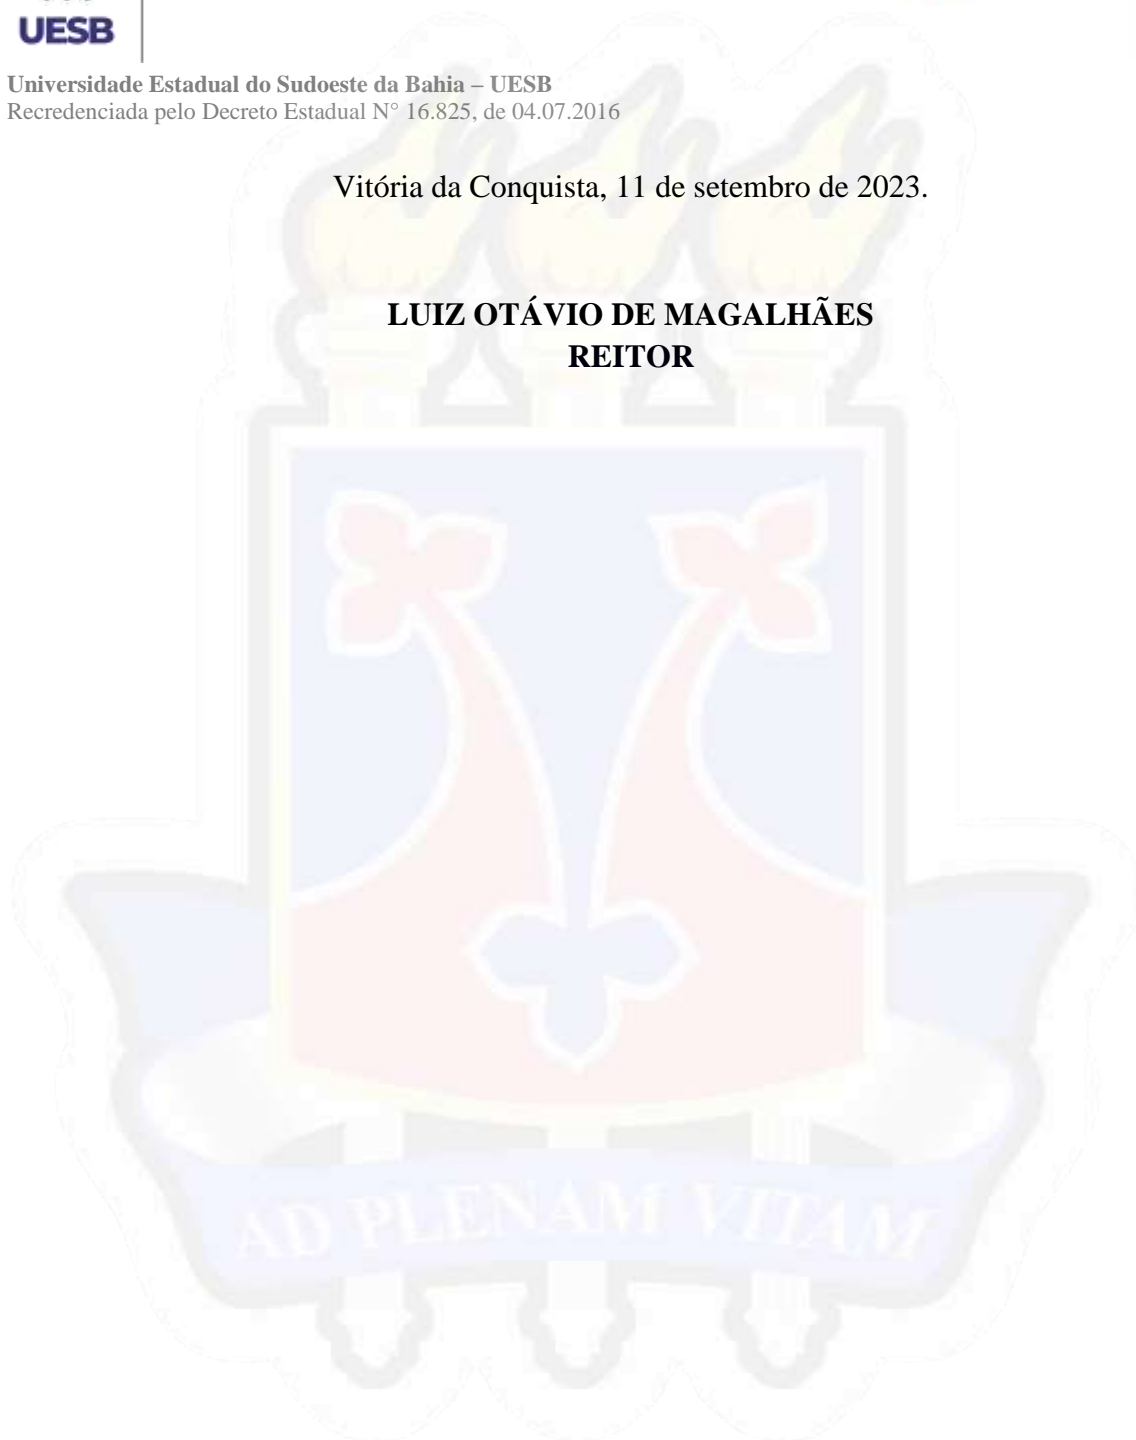 UESB
Universidade Estadual do Sudoeste da Bahia – UESB
Recredenciada pelo Decreto Estadual N° 16.825, de 04.07.2016
Vitória da Conquista, 11 de setembro de 2023.
LUIZ OTÁVIO DE MAGALHÃES
REITOR
AD PLENAM VITAM